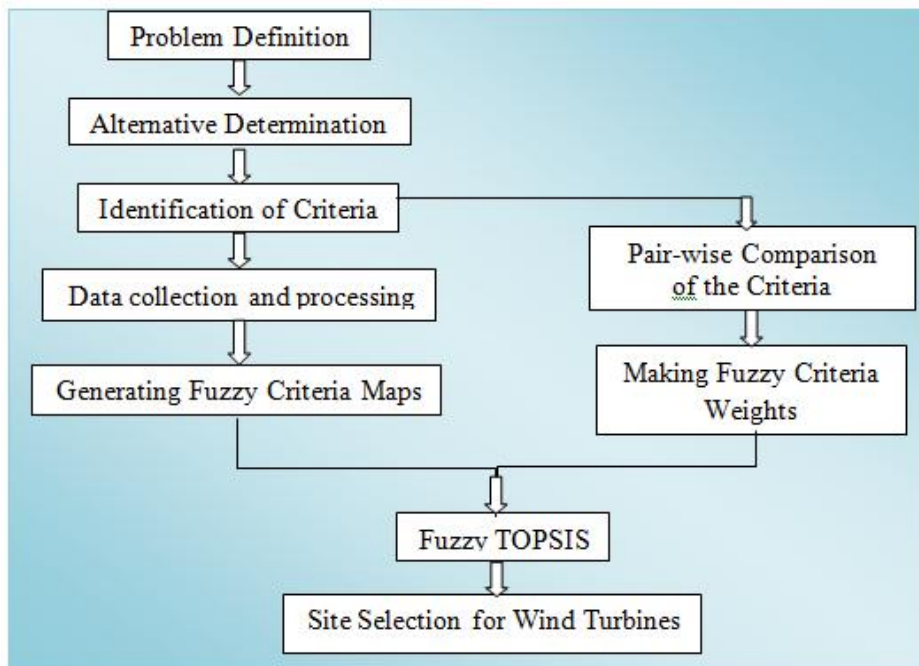 Problem Definition
Alternative Determination
Identification of Criteria
Data collection and processing
Generating Fuzzy Criteria Maps
Pair-wise Comparison
of the Criteria
Making Fuzzy Criteria
Weights
Fuzzy TOPSIS
Site Selection for Wind Turbines